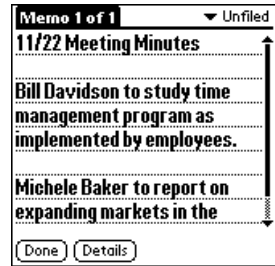 Memo 1 of 1
Unfiled
11/22 Meeting Minutes
Bill Davidson to study time
management program as
implemented by employees.
Michele Baker to report on
expanding markets in the
Done Details